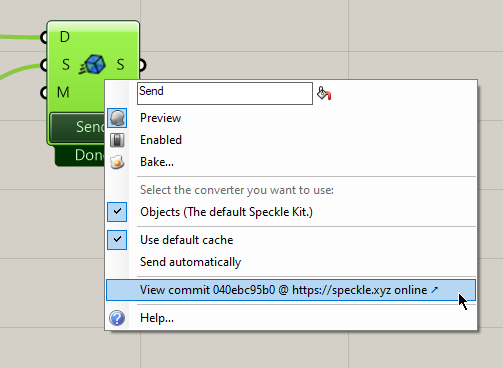 D
S S
M
Send
Done
Send
Preview
Enabled
Bake...
Select the converter you want to use:
Objects (The default Speckle Kit.)
Use default cache
Send automatically
View commit 040ebc95b0 @ https://speckle.xyz online ↗
Help...